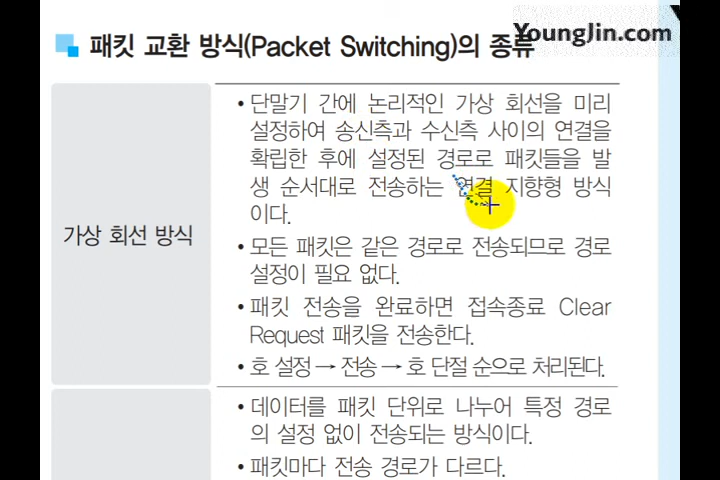 YoungJin.com
패킷 교환 방식(Packet Switching)의 종류
가상 회선 방식
• 단말기 간에 논리적인 가상 회선을 미리
설정하여 송신측과 수신측 사이의 연결을
확립한 후에 설정된 경로로 패킷들을 발
생 순서대로 전송하는 연결 지향형 방식
이다.
• 모든 패킷은 같은 경로로 전송되므로 경로
설정이 필요 없다.
• 패킷 전송을 완료하면 접속종료 Clear
Request 패킷을 전송한다.
• 호 설정 → 전송 → 호 단절 순으로 처리된다.
• 데이터를 패킷 단위로 나누어 특정 경로
의 설정 없이 전송되는 방식이다.
• 패킷마다 전송 경로가 다르다.